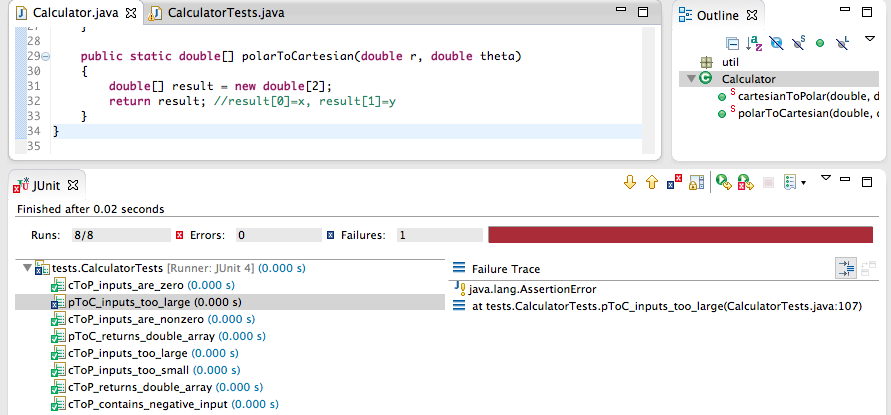 Calculator.java CalculatorTests.java
28
29 public static double[] polarToCartesian(double r, double theta)
30 {
31 double[] result = new double[2];
32 return result; //result[0]=x, result[1]=y
33 }
34 }
35
Outline
util
Calculator
S cartesianToPolar(double, d
S polarToCartesian(double, d
JUnit
Finished after 0.02 seconds
Runs: 8/8 Errors: 0 Failures: 1
tests.CalculatorTests [Runner: JUnit 4] (0.000 s)
cToP_inputs_are_zero (0.000 s)
pToC_inputs_too_large (0.000 s)
cToP_inputs_are_nonzero (0.000 s)
pToC_returns_double_array (0.000 s)
cToP_inputs_too_large (0.000 s)
cToP_inputs_too_small (0.000 s)
cToP_returns_double_array (0.000 s)
cToP_contains_negative_input (0.000 s)
Failure Trace
java.lang.AssertionError
at tests.CalculatorTests.pToC_inputs_too_large(CalculatorTests.java:107)